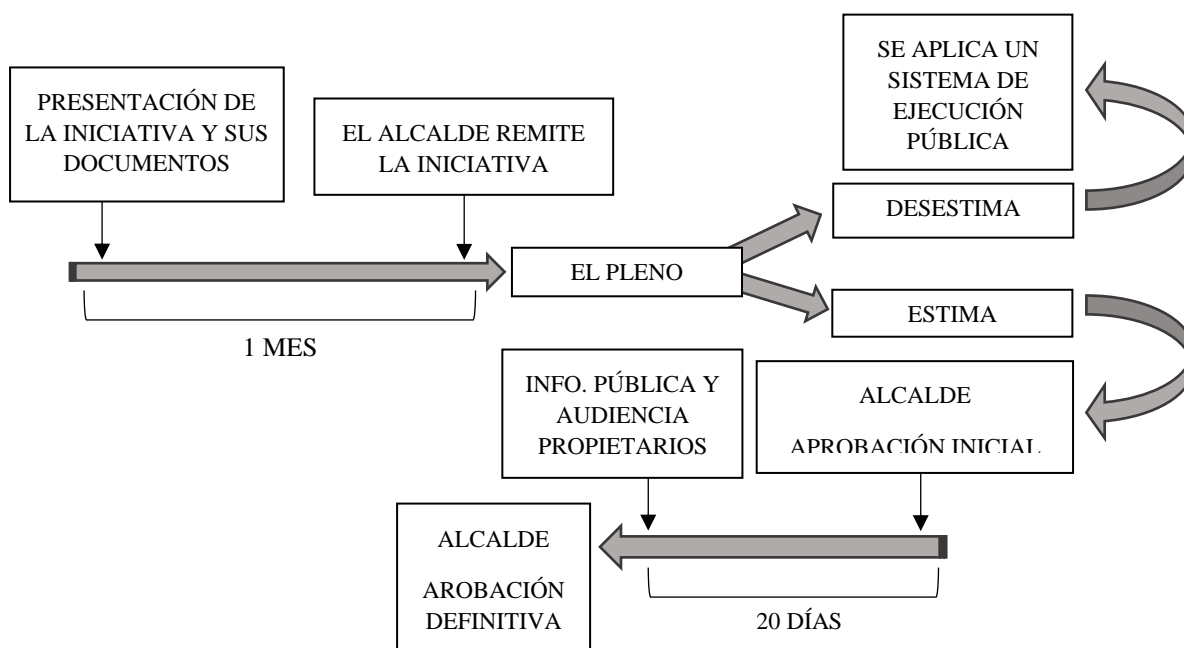 PRESENTACIÓN DE
LA INICIATIVA Y SUS
DOCUMENTOS
EL ALCALDE REMITE
LA INICIATIVA
1 MES
EL PLENO
SE APLICA UN
SISTEMA DE
EJECUCIÓN
PÚBLICA
DESESTIMA
ESTIMA
ALCALDE
APROBACIÓN INICIAL
INFO. PÚBLICA Y
AUDIENCIA
PROPIETARIOS
20 DÍAS
ALCALDE
AROBACIÓN
DEFINITIVA